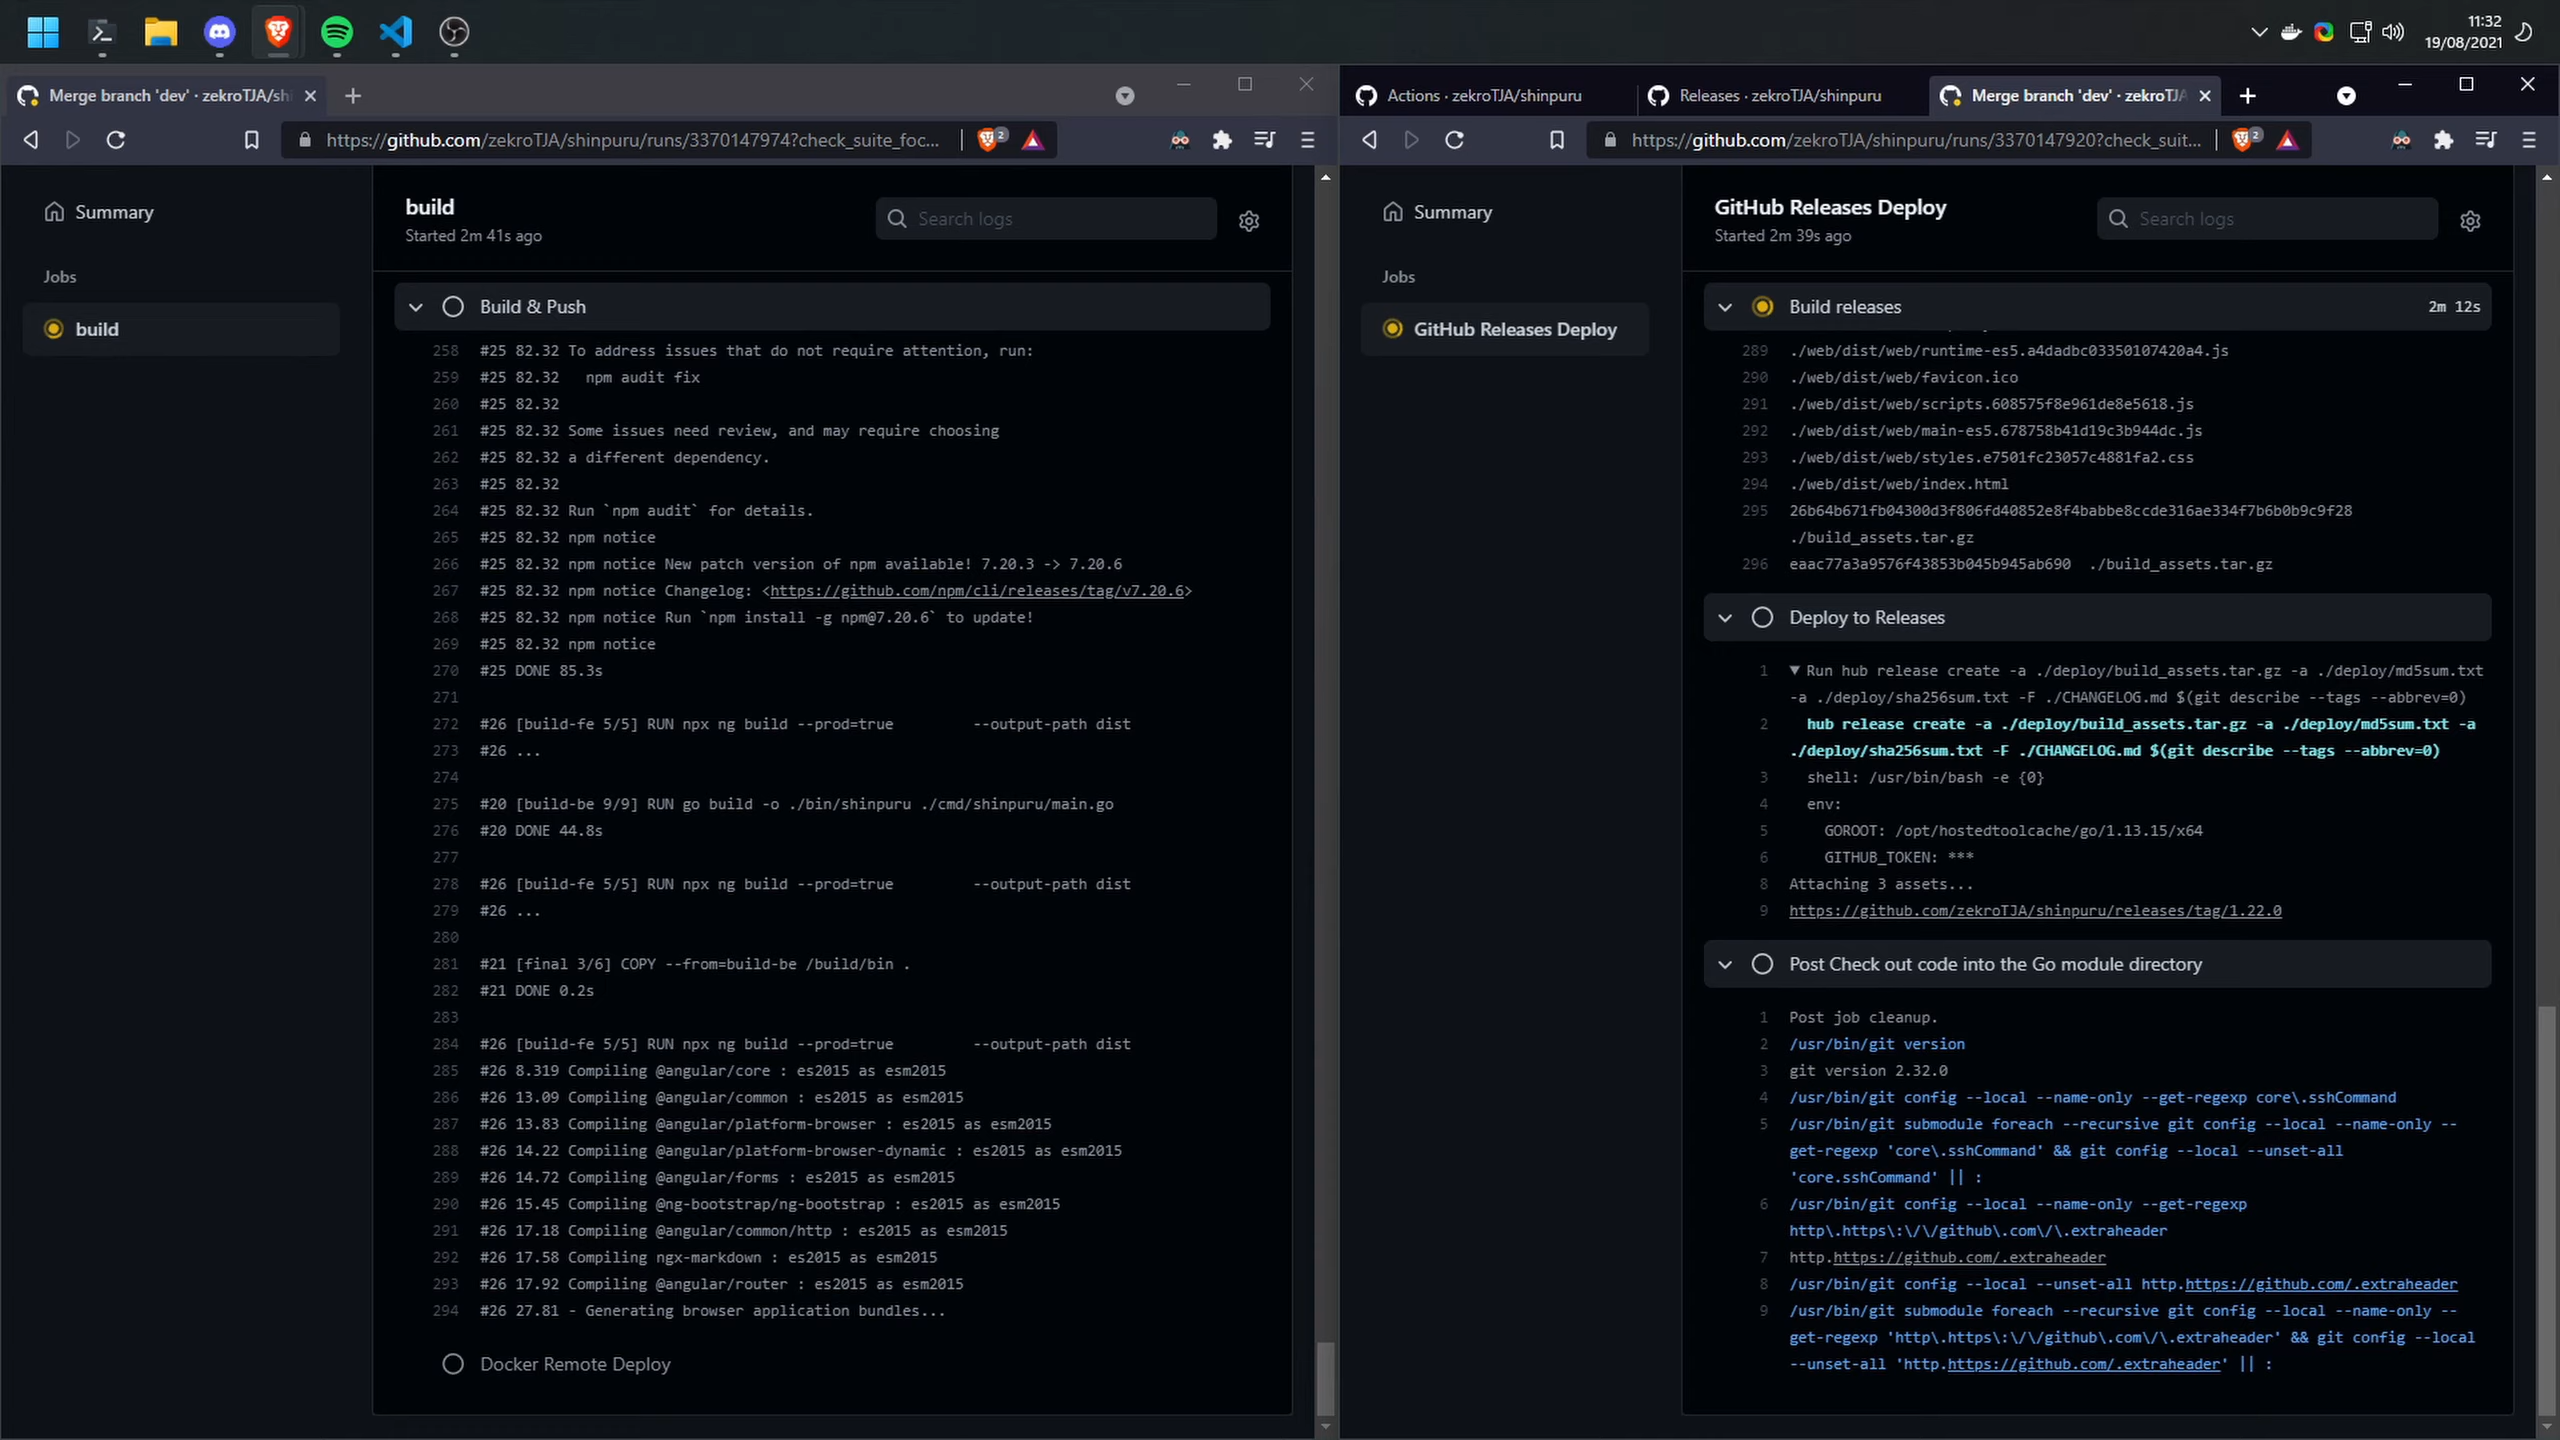 11:32
19/08/2021
Merge branch 'dev' · zekroTJA/shi
https://github.com/zekroTJA/shinpuru/runs/3370147974?check_suite_foc...
2
Summary
Jobs
build
build
Started 2m 41s ago
Search logs
Build & Push
258 #25 82.32 To address issues that do not require attention, run:
259 #25 82.32   npm audit fix
260 #25 82.32
261 #25 82.32 Some issues need review, and may require choosing
262 #25 82.32 a different dependency.
263 #25 82.32
264 #25 82.32 Run `npm audit` for details.
265 #25 82.32 npm notice
266 #25 82.32 npm notice New patch version of npm available! 7.20.3 -> 7.20.6
267 #25 82.32 npm notice Changelog: <https://github.com/npm/cli/releases/tag/v7.20.6>
268 #25 82.32 npm notice Run `npm install -g npm@7.20.6` to update!
269 #25 82.32 npm notice
270 #25 DONE 85.3s
271
272 #26 [build-fe 5/5] RUN npx ng build --prod=true         --output-path dist
273 #26 ...
274
275 #20 [build-be 9/9] RUN go build -o ./bin/shinpuru ./cmd/shinpuru/main.go
276 #20 DONE 44.8s
277
278 #26 [build-fe 5/5] RUN npx ng build --prod=true         --output-path dist
279 #26 ...
280
281 #21 [final 3/6] COPY --from=build-be /build/bin .
282 #21 DONE 0.2s
283
284 #26 [build-fe 5/5] RUN npx ng build --prod=true         --output-path dist
285 #26 8.319 Compiling @angular/core : es2015 as esm2015
286 #26 13.09 Compiling @angular/common : es2015 as esm2015
287 #26 13.83 Compiling @angular/platform-browser : es2015 as esm2015
288 #26 14.22 Compiling @angular/platform-browser-dynamic : es2015 as esm2015
289 #26 14.72 Compiling @angular/forms : es2015 as esm2015
290 #26 15.45 Compiling @ng-bootstrap/ng-bootstrap : es2015 as esm2015
291 #26 17.18 Compiling @angular/common/http : es2015 as esm2015
292 #26 17.58 Compiling ngx-markdown : es2015 as esm2015
293 #26 17.92 Compiling @angular/router : es2015 as esm2015
294 #26 27.81 - Generating browser application bundles...
Docker Remote Deploy
Actions · zekroTJA/shinpuru
Releases · zekroTJA/shinpuru
Merge branch 'dev' · zekroTJA
https://github.com/zekroTJA/shinpuru/runs/3370147920?check_suit...
2
Summary
Jobs
GitHub Releases Deploy
GitHub Releases Deploy
Started 2m 39s ago
Search logs
Build releases
2m 12s
289 ./web/dist/web/runtime-es5.a4dadbc03350107420a4.js
290 ./web/dist/web/favicon.ico
291 ./web/dist/web/scripts.608575f8e961de8e5618.js
292 ./web/dist/web/main-es5.678758b41d19c3b944dc.js
293 ./web/dist/web/styles.e7501fc23057c4881fa2.css
294 ./web/dist/web/index.html
295 26b64b671fb04300d3f806fd40852e8f4babbe8ccde316ae334f7b6b0b9c9f28
./build_assets.tar.gz
296 eaac77a3a9576f43853b045b945ab690  ./build_assets.tar.gz
Deploy to Releases
1 ▼ Run hub release create -a ./deploy/build_assets.tar.gz -a ./deploy/md5sum.txt
-a ./deploy/sha256sum.txt -F ./CHANGELOG.md $(git describe --tags --abbrev=0)
2 hub release create -a ./deploy/build_assets.tar.gz -a ./deploy/md5sum.txt -a
./deploy/sha256sum.txt -F ./CHANGELOG.md $(git describe --tags --abbrev=0)
3 shell: /usr/bin/bash -e {0}
4 env:
5 GOROOT: /opt/hostedtoolcache/go/1.13.15/x64
6 GITHUB_TOKEN: ***
8 Attaching 3 assets...
9 https://github.com/zekroTJA/shinpuru/releases/tag/1.22.0
Post Check out code into the Go module directory
1 Post job cleanup.
2 /usr/bin/git version
3 git version 2.32.0
4 /usr/bin/git config --local --name-only --get-regexp core\.sshCommand
5 /usr/bin/git submodule foreach --recursive git config --local --name-only --
get-regexp 'core\.sshCommand' && git config --local --unset-all
'core.sshCommand' || :
6 /usr/bin/git config --local --name-only --get-regexp
http\.https\:\/\/github\.com\/\.extraheader
7 http.https://github.com/.extraheader
8 /usr/bin/git config --local --unset-all http.https://github.com/.extraheader
9 /usr/bin/git submodule foreach --recursive git config --local --name-only --
get-regexp 'http\.https\:\/\/github\.com\/\.extraheader' && git config --local
--unset-all 'http.https://github.com/.extraheader' || :